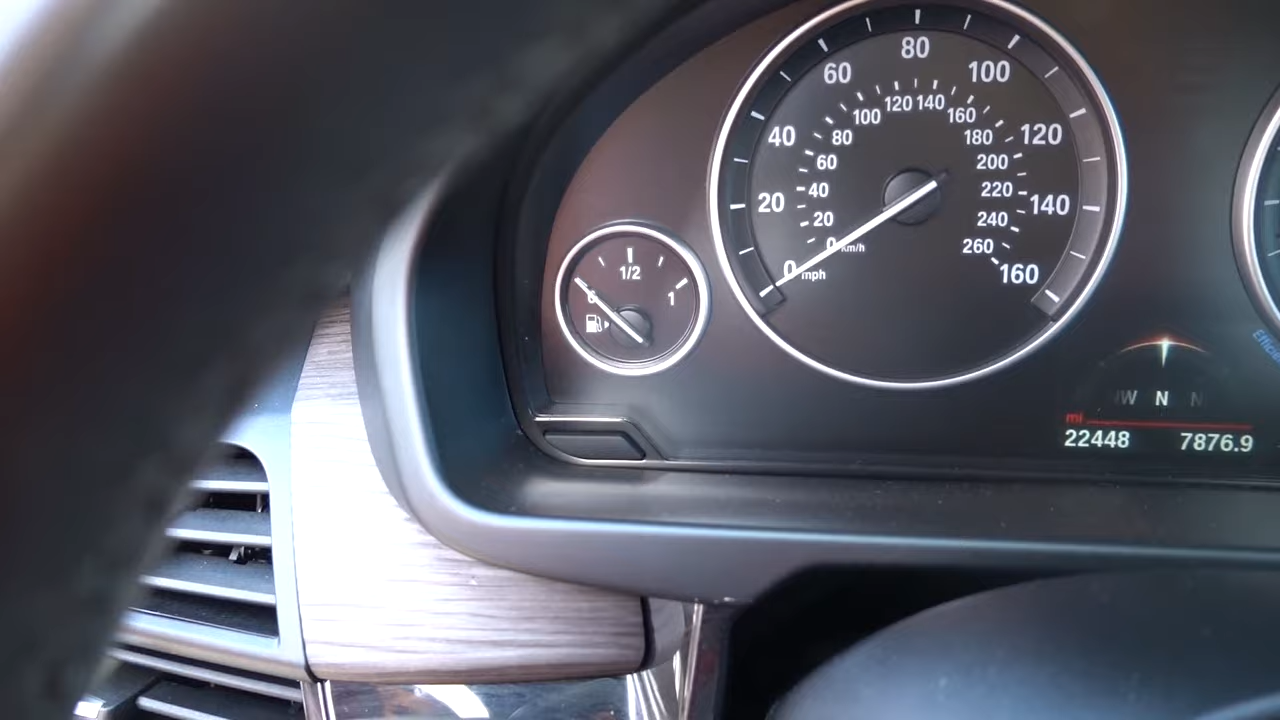 80
60 100
120 140
100 160
40 80 180 120
60 200
20 40 220 140
20 240
0 km/h 260
0 mph 160
1/2
1
W N N
mi
22448 7876.9